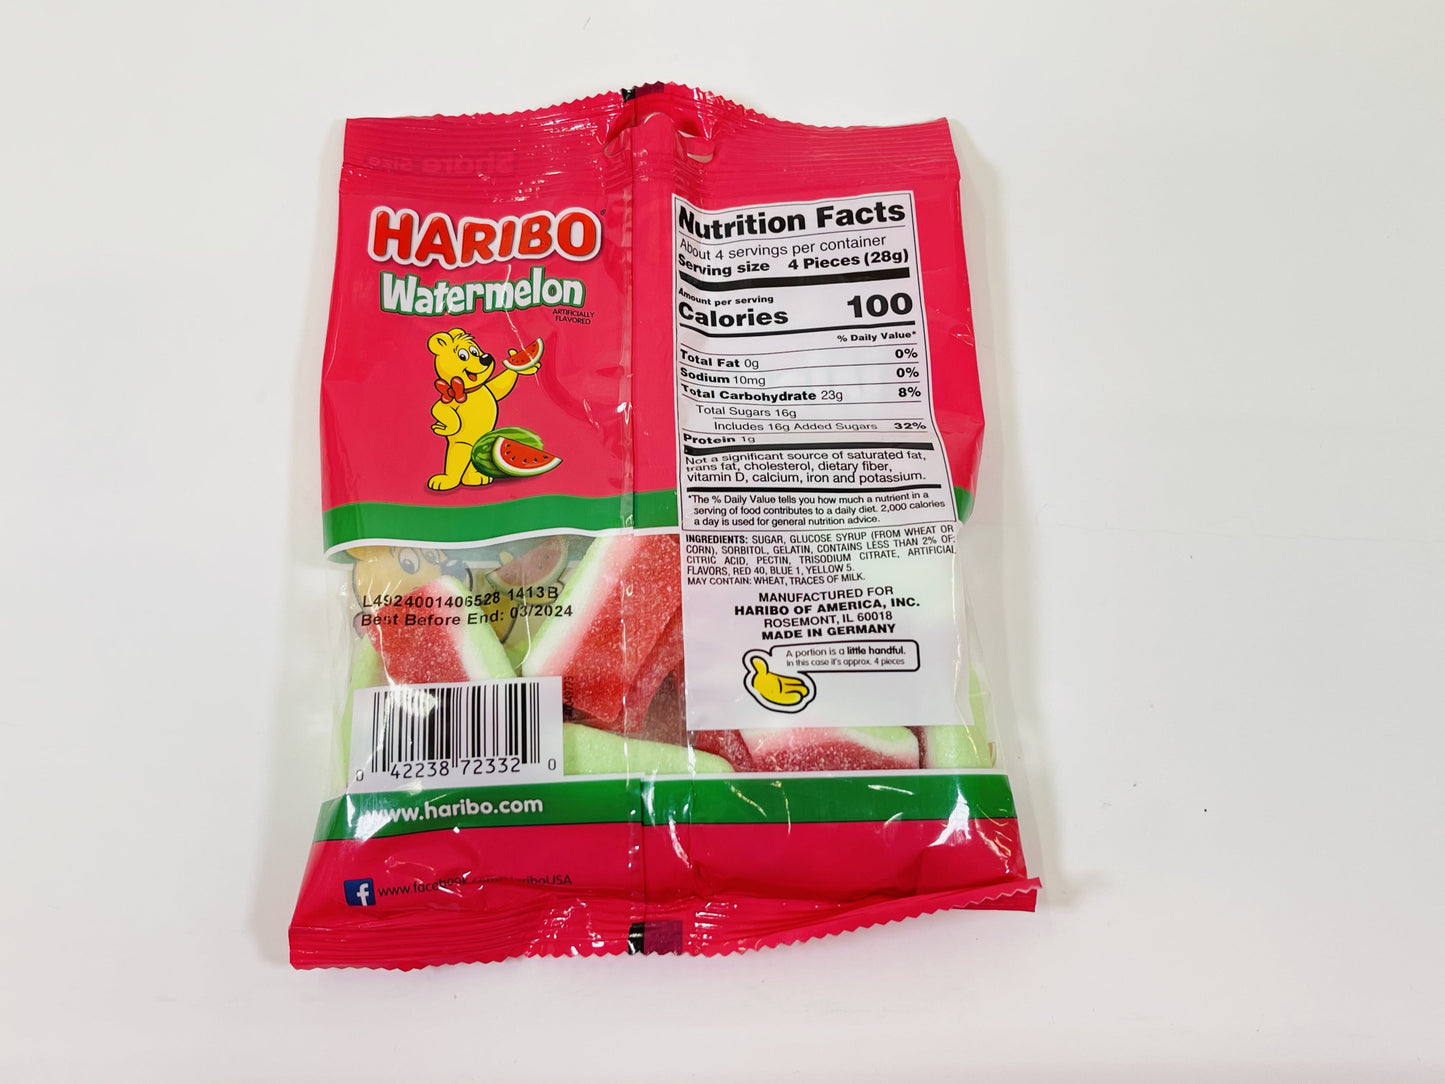 HARIBO
Watermelon
ARTIFICIALLY
FLAVORED
L4924001406528 1413B
Best Before End: 03/2024
0 42238 72332 0
www.haribo.com
f www.facebook.com/HariboUSA
Nutrition Facts
About 4 servings per container
Serving size 4 Pieces (28g)
Amount per serving
Calories 100
% Daily Value*
Total Fat 0g 0%
Sodium 10mg 0%
Total Carbohydrate 23g 8%
Total Sugars 16g
Includes 16g Added Sugars 32%
Protein 1g
Not a significant source of saturated fat,
trans fat, cholesterol, dietary fiber,
vitamin D, calcium, iron and potassium.
*The % Daily Value tells you how much a nutrient in a
serving of food contributes to a daily diet. 2,000 calories
a day is used for general nutrition advice.
INGREDIENTS: SUGAR, GLUCOSE SYRUP (FROM WHEAT OR
CORN), SORBITOL, GELATIN, CONTAINS LESS THAN 2% OF:
CITRIC ACID, PECTIN, TRISODIUM CITRATE, ARTIFICIAL
FLAVORS, RED 40, BLUE 1, YELLOW 5.
MAY CONTAIN: WHEAT, TRACES OF MILK.
MANUFACTURED FOR
HARIBO OF AMERICA, INC.
ROSEMONT, IL 60018
MADE IN GERMANY
A portion is a little handful.
In this case it's approx. 4 pieces